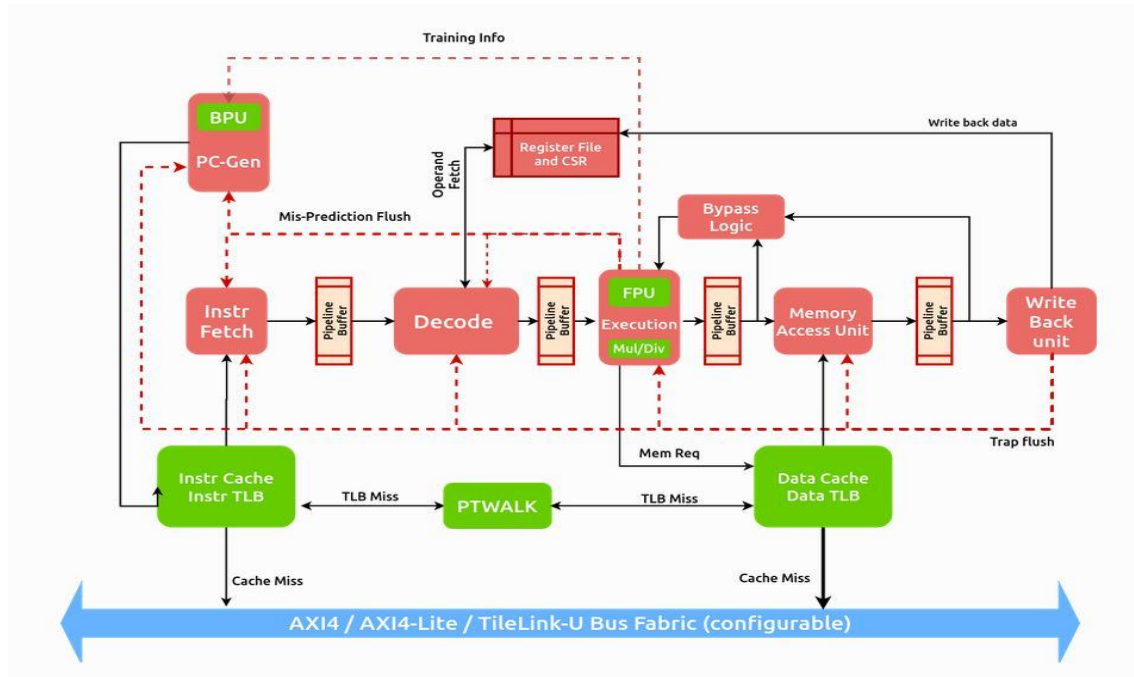 Training Info
BPU
PC-Gen
Register File
and CSR
Write back data
Operand
Fetch
Mis-Prediction Flush
Bypass
Logic
Instr
Fetch
Pipeline
Buffer
Decode
Pipeline
Buffer
FPU
Execution
Mul/Div
Pipeline
Buffer
Memory
Access Unit
Pipeline
Buffer
Write
Back
unit
Trap flush
Mem Req
Instr Cache
Instr TLB
TLB Miss
PTWALK
TLB Miss
Data Cache
Data TLB
Cache Miss
Cache Miss
AXI4 / AXI4-Lite / TileLink-U Bus Fabric (configurable)